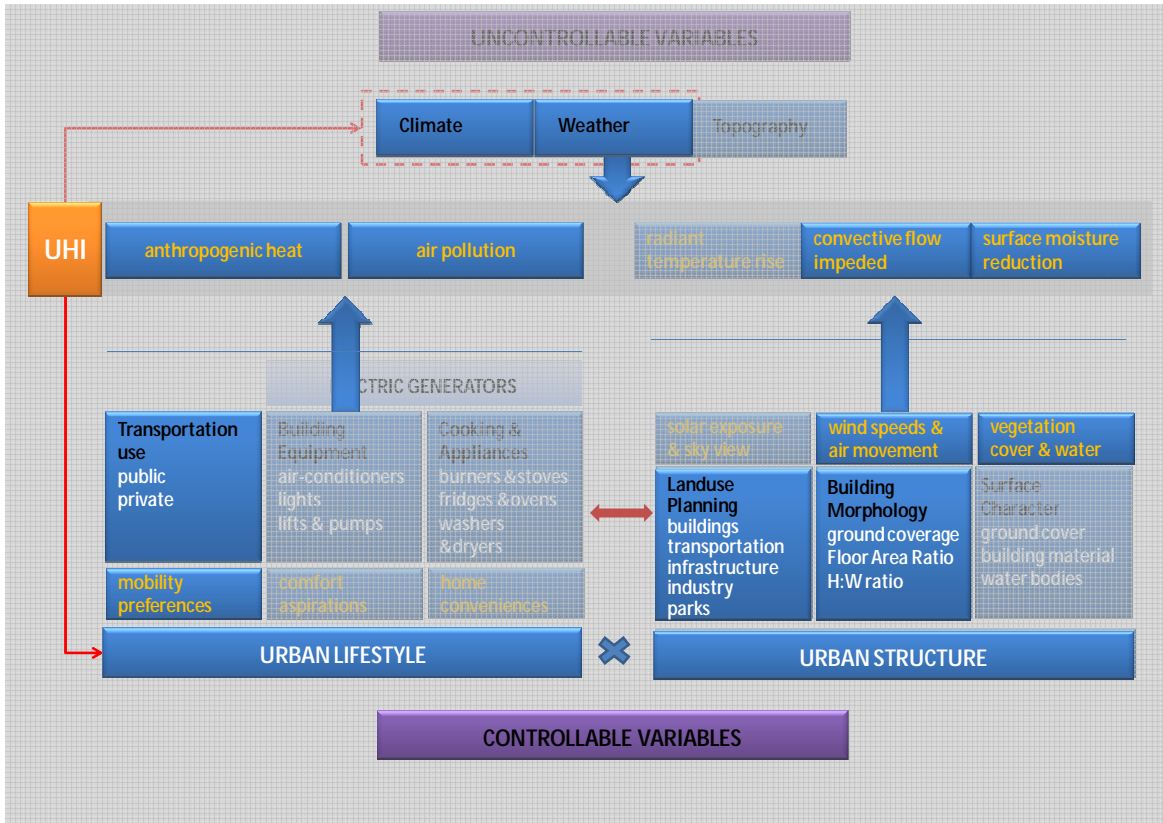 UNCONTROLLABLE VARIABLES
Climate
Weather
Topography
UHI
anthropogenic heat
air pollution
radiant
temperature rise
convective flow
impeded
surface moisture
reduction
CTRIC GENERATORS
Transportation
use
public
private
Building
Equipment
air-conditioners
lights
lifts & pumps
Cooking &
Appliances
burners & stoves
fridges & ovens
washers
& dryers
mobility
preferences
comfort
aspirations
home
conveniences
URBAN LIFESTYLE
solar exposure
& sky view
wind speeds &
air movement
vegetation
cover & water
Landuse
Planning
buildings
transportation
infrastructure
industry
parks
Building
Morphology
ground coverage
Floor Area Ratio
H:W ratio
Surface
Character
ground cover
building material
water bodies
URBAN STRUCTURE
CONTROLLABLE VARIABLES